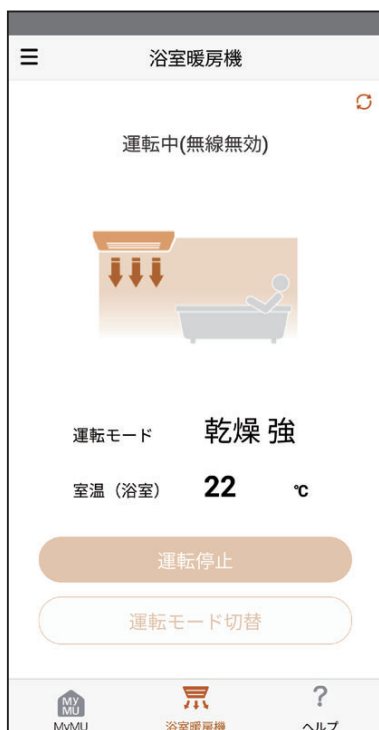 浴室暖房機
運転中(無線無効)
運転モード 乾燥 強
室温（浴室） 22 ℃
運転停止
運転モード切替
MY
MU
?
MyMU 浴室暖房機 ヘルプ